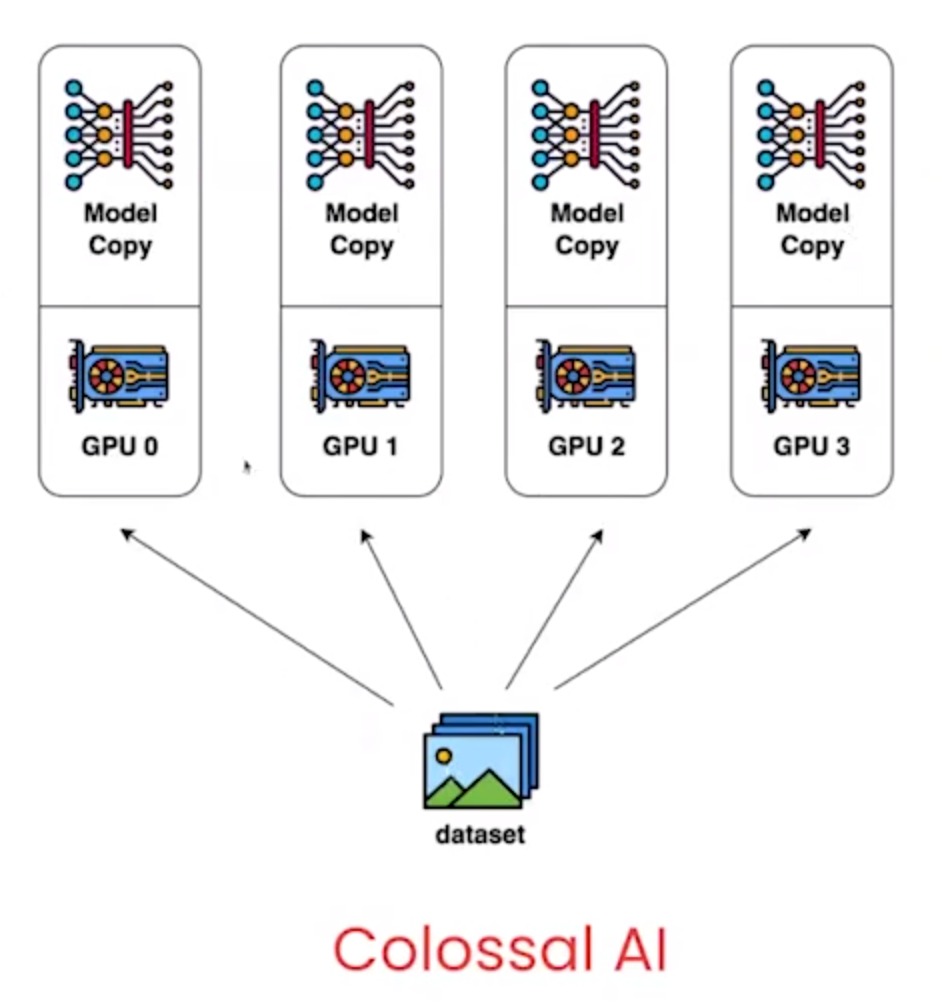 Model
Copy
Model
Copy
Model
Copy
Model
Copy
GPU 0
GPU 1
GPU 2
GPU 3
dataset
Colossal AI